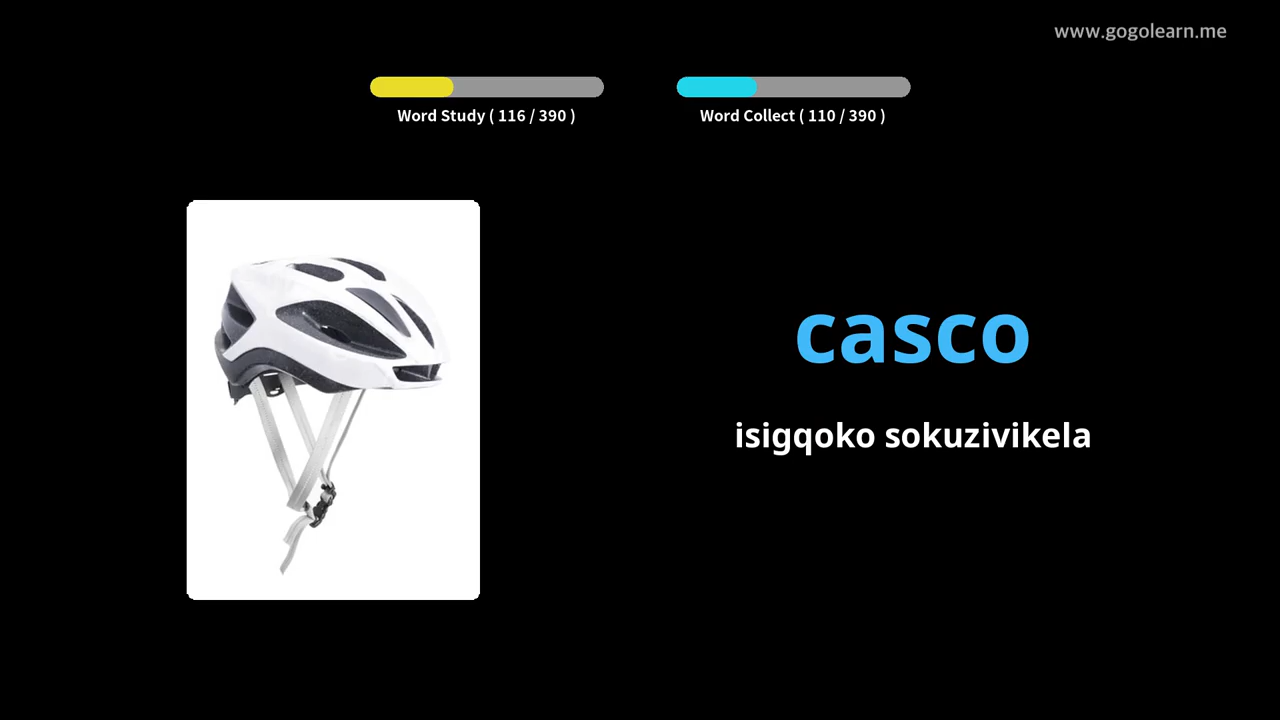 www.gogolearn.me
Word Study ( 116 / 390 )
Word Collect ( 110 / 390 )
casco
isigqoko sokuzivikela